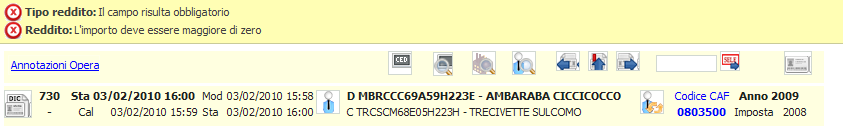 Tipo reddito: Il campo risulta obbligatorio
Reddito: L'importo deve essere maggiore di zero
Annotazioni Opera CED SELE
DIC 730 Sta 03/02/2010 16:00 Mod 03/02/2010 15:58 D MBRCCC69A59H223E - AMBARABA CICCICOCCO Codice CAF Anno 2009
- Cal 03/02/2010 15:59 Sta 03/02/2010 16:00 C TRCSCM68E05H223H - TRECIVETTE SULCOMO 0803500 Imposta 2008